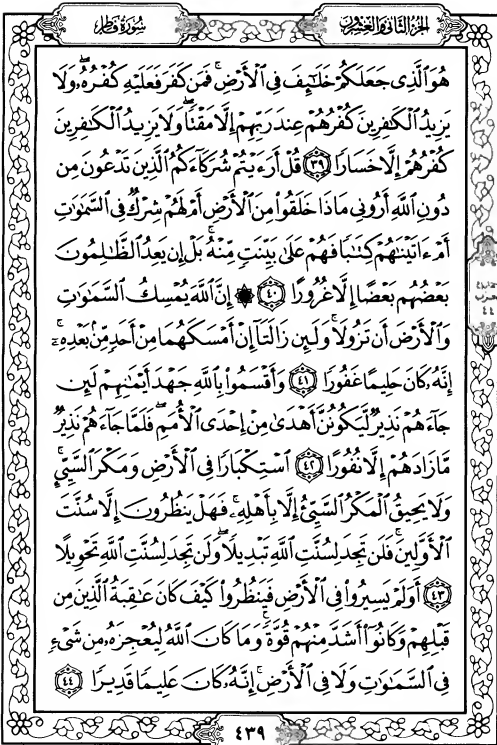 الجزء الثاني والعشرون
سورة فاطر
هُوَ ٱلَّذِى جَعَلَكُمْ خَلَٰٓئِفَ فِى ٱلْأَرْضِ ۚ فَمَن كَفَرَ فَعَلَيْهِ كُفْرُهُۥ ۖ وَلَا
يَزِيدُ ٱلْكَٰفِرِينَ كُفْرُهُمْ عِندَ رَبِّهِمْ إِلَّا مَقْتًا ۖ وَلَا يَزِيدُ ٱلْكَٰفِرِينَ
كُفْرُهُمْ إِلَّا خَسَارًا ٣٩ قُلْ أَرَءَيْتُمْ شُرَكَآءَكُمُ ٱلَّذِينَ تَدْعُونَ مِن
دُونِ ٱللَّهِ أَرُونِى مَاذَا خَلَقُوا۟ مِنَ ٱلْأَرْضِ أَمْ لَهُمْ شِرْكٌ فِى ٱلسَّمَٰوَٰتِ
أَمْ ءَاتَيْنَٰهُمْ كِتَٰبًا فَهُمْ عَلَىٰ بَيِّنَتٍ مِّنْهُ ۚ بَلْ إِن يَعِدُ ٱلظَّٰلِمُونَ
بَعْضُهُم بَعْضًا إِلَّا غُرُورًا ٤٠ ۞ إِنَّ ٱللَّهَ يُمْسِكُ ٱلسَّمَٰوَٰتِ
وَٱلْأَرْضَ أَن تَزُولَا ۚ وَلَئِن زَالَتَآ إِنْ أَمْسَكَهُمَا مِنْ أَحَدٍ مِّنۢ بَعْدِهِۦٓ ۚ
إِنَّهُۥ كَانَ حَلِيمًا غَفُورًا ٤١ وَأَقْسَمُوا۟ بِٱللَّهِ جَهْدَ أَيْمَٰنِهِمْ لَئِن
جَآءَهُمْ نَذِيرٌ لَّيَكُونُنَّ أَهْدَىٰ مِنْ إِحْدَى ٱلْأُمَمِ ۖ فَلَمَّا جَآءَهُمْ نَذِيرٌ
مَّا زَادَهُمْ إِلَّا نُفُورًا ٤٢ ٱسْتِكْبَارًا فِى ٱلْأَرْضِ وَمَكْرَ ٱلسَّيِّئِ ۚ
وَلَا يَحِيقُ ٱلْمَكْرُ ٱلسَّيِّئُ إِلَّا بِأَهْلِهِۦ ۚ فَهَلْ يَنظُرُونَ إِلَّا سُنَّتَ
ٱلْأَوَّلِينَ ۚ فَلَن تَجِدَ لِسُنَّتِ ٱللَّهِ تَبْدِيلًا ۖ وَلَن تَجِدَ لِسُنَّتِ ٱللَّهِ تَحْوِيلًا
٤٣ أَوَلَمْ يَسِيرُوا۟ فِى ٱلْأَرْضِ فَيَنظُرُوا۟ كَيْفَ كَانَ عَٰقِبَةُ ٱلَّذِينَ مِن
قَبْلِهِمْ وَكَانُوٓا۟ أَشَدَّ مِنْهُمْ قُوَّةً ۚ وَمَا كَانَ ٱللَّهُ لِيُعْجِزَهُۥ مِن شَىْءٍ
فِى ٱلسَّمَٰوَٰتِ وَلَا فِى ٱلْأَرْضِ ۚ إِنَّهُۥ كَانَ عَلِيمًا قَدِيرًا ٤٤
٤٣٩